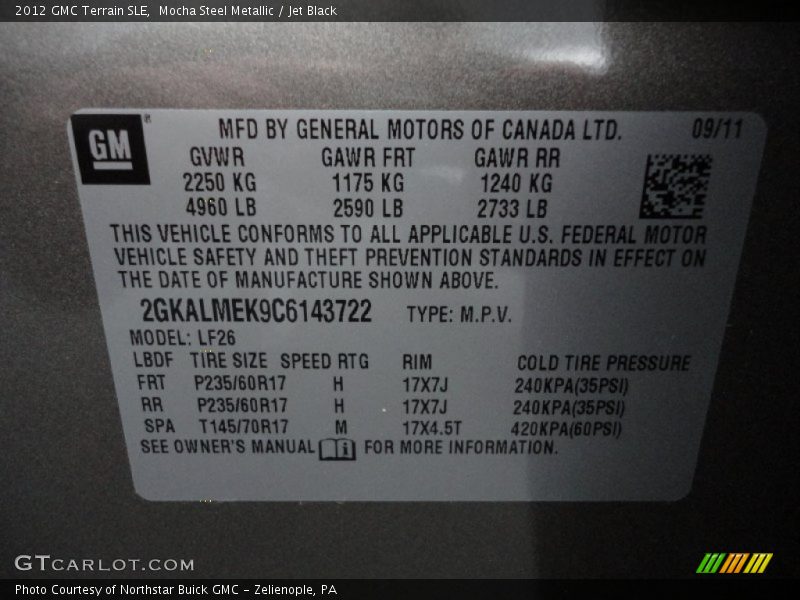 2012 GMC Terrain SLE,  Mocha Steel Metallic / Jet Black
GM®
MFD BY GENERAL MOTORS OF CANADA LTD. 09/11
GVWR GAWR FRT GAWR RR
2250 KG 1175 KG 1240 KG
4960 LB 2590 LB 2733 LB
THIS VEHICLE CONFORMS TO ALL APPLICABLE U.S. FEDERAL MOTOR
VEHICLE SAFETY AND THEFT PREVENTION STANDARDS IN EFFECT ON
THE DATE OF MANUFACTURE SHOWN ABOVE.
2GKALMEK9C6143722 TYPE: M.P.V.
MODEL: LF26
LBDF TIRE SIZE SPEED RTG RIM COLD TIRE PRESSURE
FRT P235/60R17 H 17X7J 240KPA(35PSI)
RR P235/60R17 H 17X7J 240KPA(35PSI)
SPA T145/70R17 M 17X4.5T 420KPA(60PSI)
SEE OWNER'S MANUAL i FOR MORE INFORMATION.
GTCARLOT.COM
Photo Courtesy of Northstar Buick GMC - Zelienople, PA